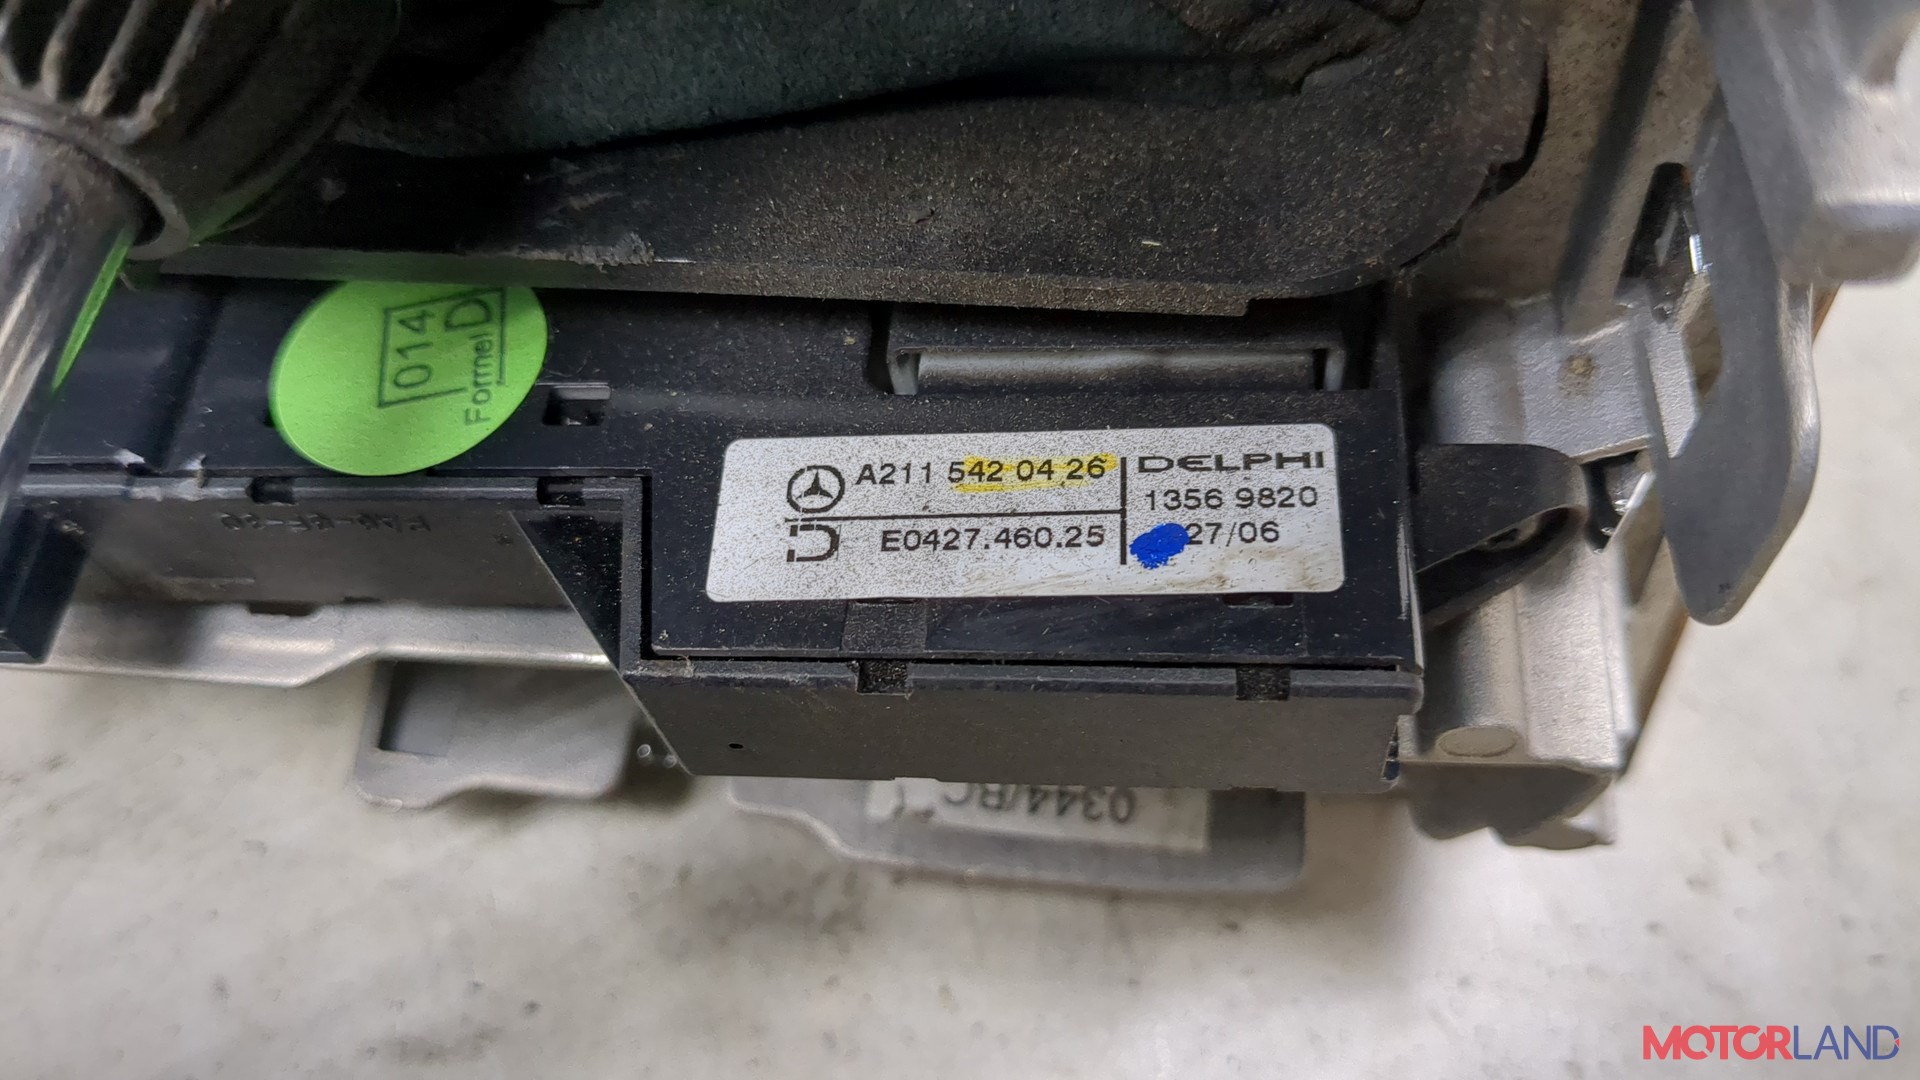 014
Formel D
A211 542 04 26
E0427.460.25
DELPHI
1356 9820
27/06
0344/BC
MOTORLAND